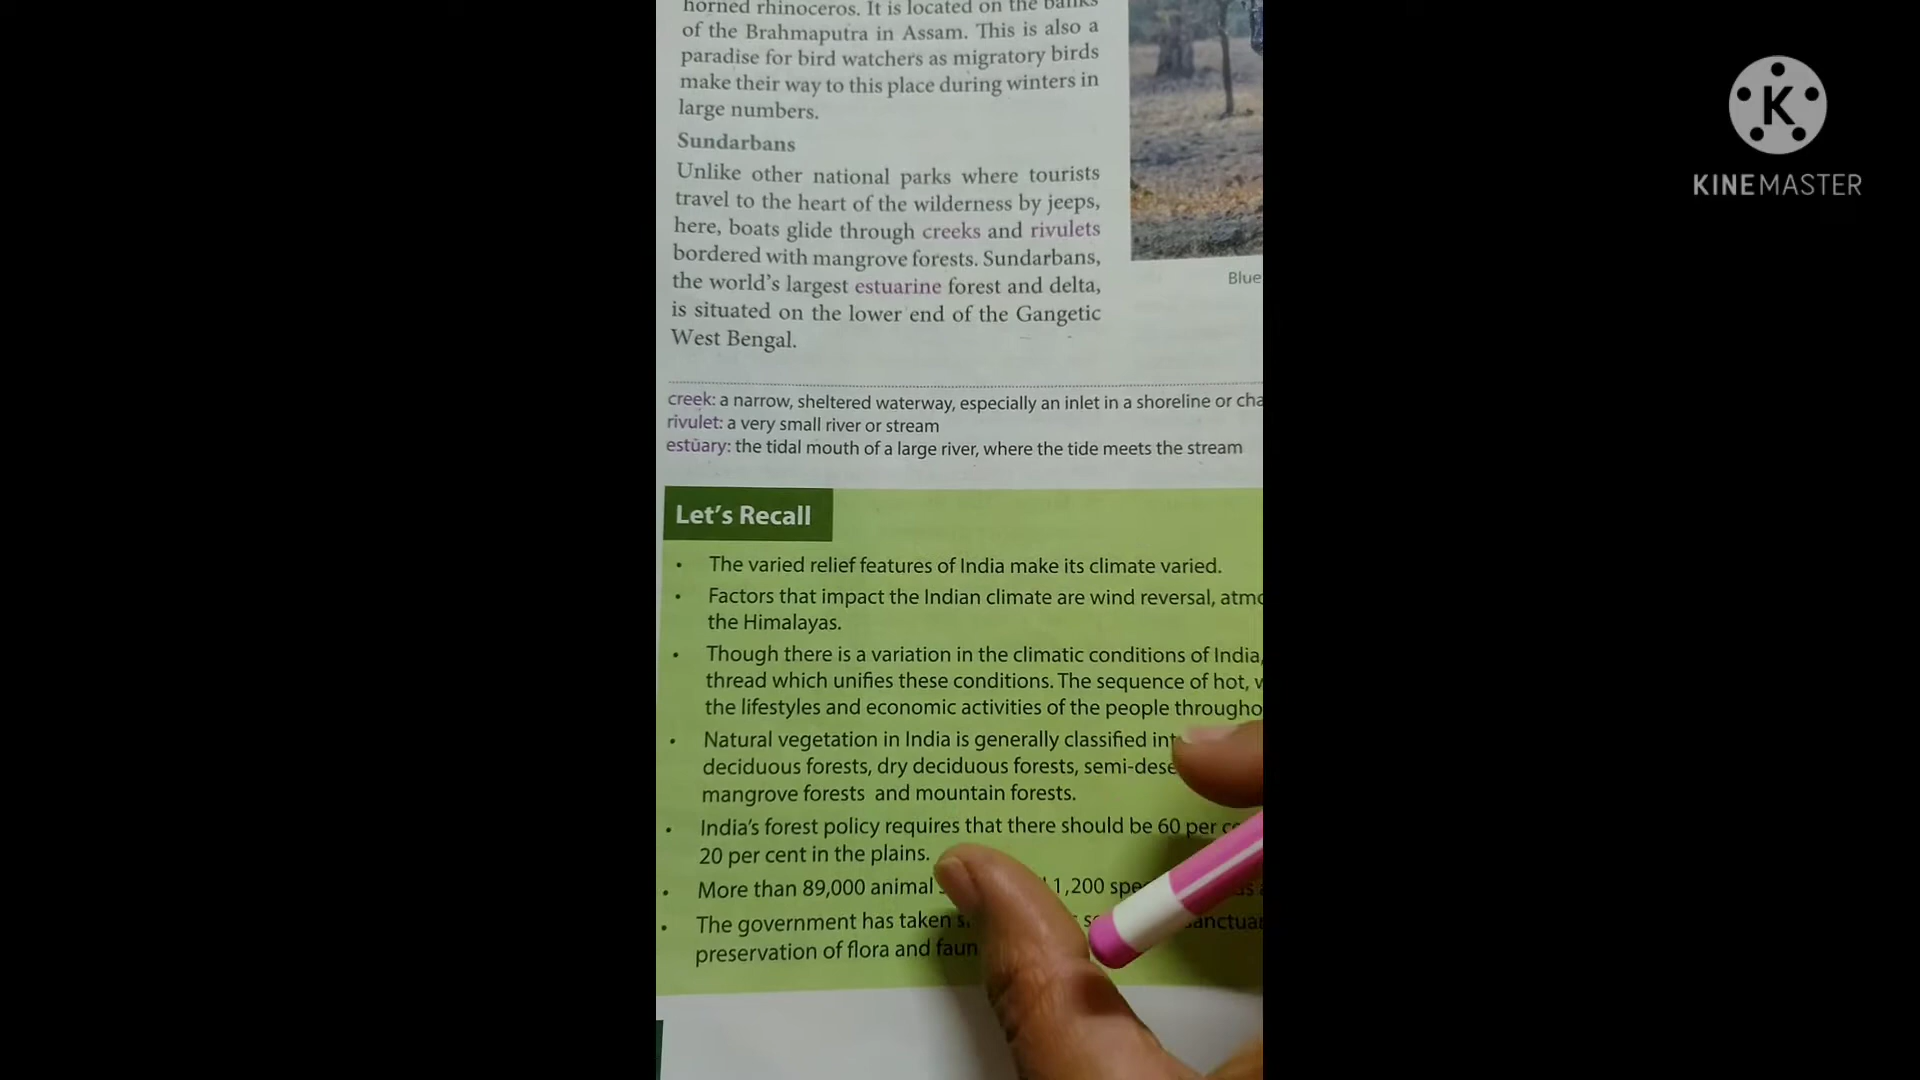 horned rhinoceros. It is located on the banks
of the Brahmaputra in Assam. This is also a
paradise for bird watchers as migratory birds
make their way to this place during winters in
large numbers.
Sundarbans
Unlike other national parks where tourists
travel to the heart of the wilderness by jeeps,
here, boats glide through creeks and rivulets
bordered with mangrove forests. Sundarbans,
the world's largest estuarine forest and delta,
is situated on the lower end of the Gangetic
West Bengal.
Blue
creek: a narrow, sheltered waterway, especially an inlet in a shoreline or
rivulet: a very small river or stream
estuary: the tidal mouth of a large river, where the tide meets the stream
Let's Recall
• The varied relief features of India make its climate varied.
• Factors that impact the Indian climate are wind reversal,
the Himalayas.
• Though there is a variation in the climatic conditions of India,
thread which unifies these conditions. The sequence of hot,
the lifestyles and economic activities of the people
• Natural vegetation in India is generally classified
deciduous forests, dry deciduous forests,
mangrove forests and mountain forests.
• India's forest policy requires that there should be 60 per
20 per cent in the plains.
• More than 89,000 animal 1,200
• The government has taken
preservation of flora and
KINEMASTER